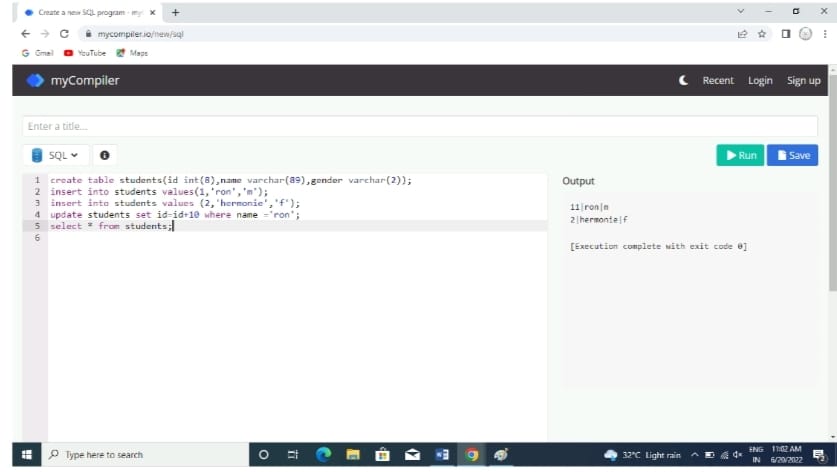 Create a new SQL program - my
mycompiler.io/new/sql
Gmail YouTube Maps
myCompiler
Recent Login Sign up
Enter a title...
SQL
Run Save
1 create table students(id int(8),name varchar(89),gender varchar(2));
2 insert into students values(1,'ron','m');
3 insert into students values (2,'hermonie','f');
4 update students set id=id+10 where name ='ron';
5 select * from students;
6
Output
11|ron|m
2|hermonie|f
[Execution complete with exit code 0]
Type here to search
32°C Light rain
ENG 11:02 AM
IN 6/20/2022
2